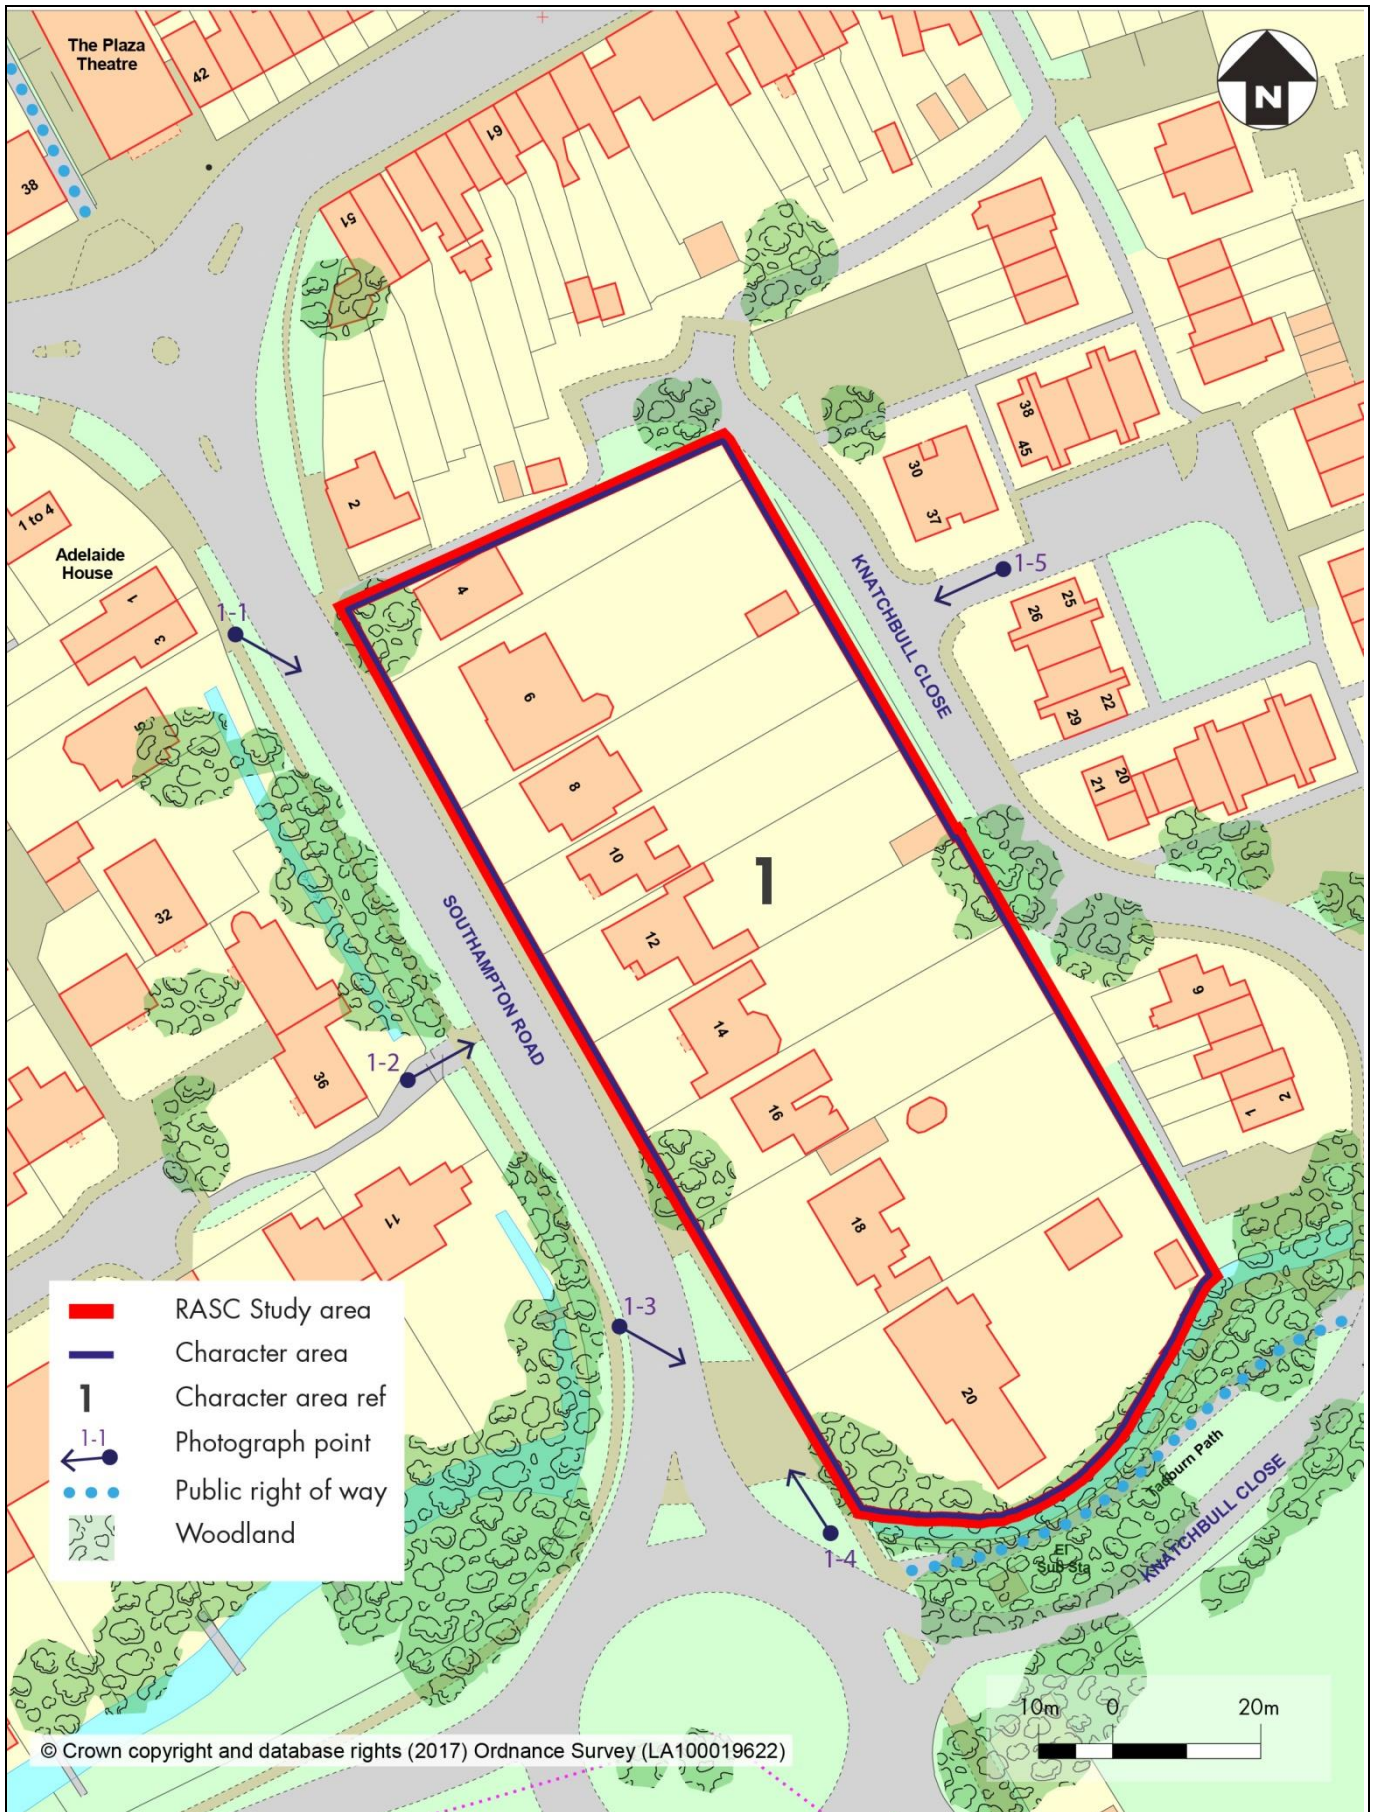 The Plaza
Theatre
42
61
38
51
N
2
38
45
30
37
1 to 4
Adelaide
House
1
3
4
1-1
1-5
KNATCHBULL CLOSE
25
26
22
29
5
6
8
20
21
10
1
32
12
SOUTHAMPTON ROAD
14
9
1-2
36
16
2
1
11
18
1-3
20
RASC Study area
Character area
1 Character area ref
1-1 Photograph point
Public right of way
Woodland
Tadburn Path
KNATCHBULL CLOSE
1-4
El
Sub Sta
10m 0 20m
© Crown copyright and database rights (2017) Ordnance Survey (LA100019622)